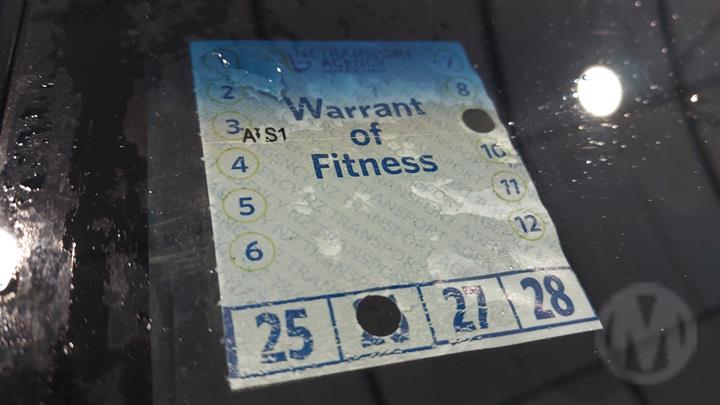 NZ TRANSPORT
AGENCY
Warrant
of
Fitness
1
2
3
4
5
6
7
8
10
11
12
S1
25
27
28
M